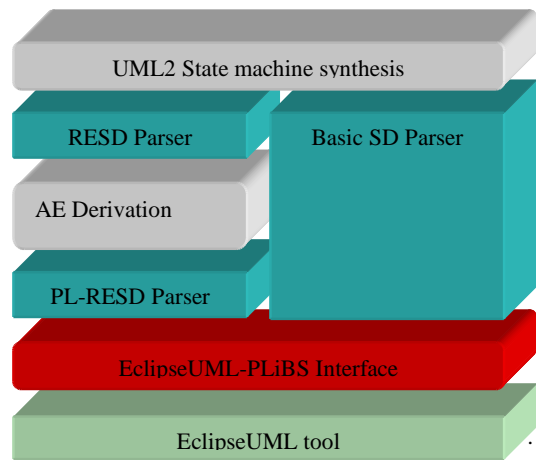 UML2 State machine synthesis
RESD Parser
Basic SD Parser
AE Derivation
PL-RESD Parser
EclipseUML-PLiBS Interface
EclipseUML tool
.